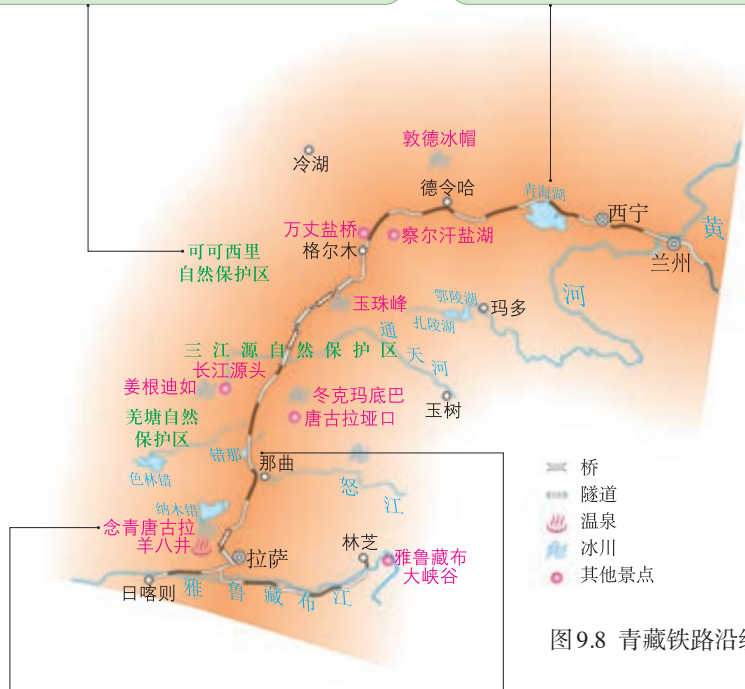 敦德冰帽
冷湖
德令哈
青海湖
西宁
黄
万丈盐桥
察尔汗盐湖
格尔木
兰州
可可西里
自然保护区
河
玉珠峰
鄂陵湖
玛多
扎陵湖
通
天
河
三江源自然保护区
长江源头
姜根迪如
冬克玛底巴
玉树
唐古拉垭口
羌塘自然
保护区
错那
那曲
色林错
怒
江
纳木错
念青唐古拉
羊八井
拉萨
林芝
雅鲁藏布
大峡谷
日喀则
雅
鲁
藏
布
江
桥
隧道
温泉
冰川
其他景点
图9.8 青藏铁路沿线